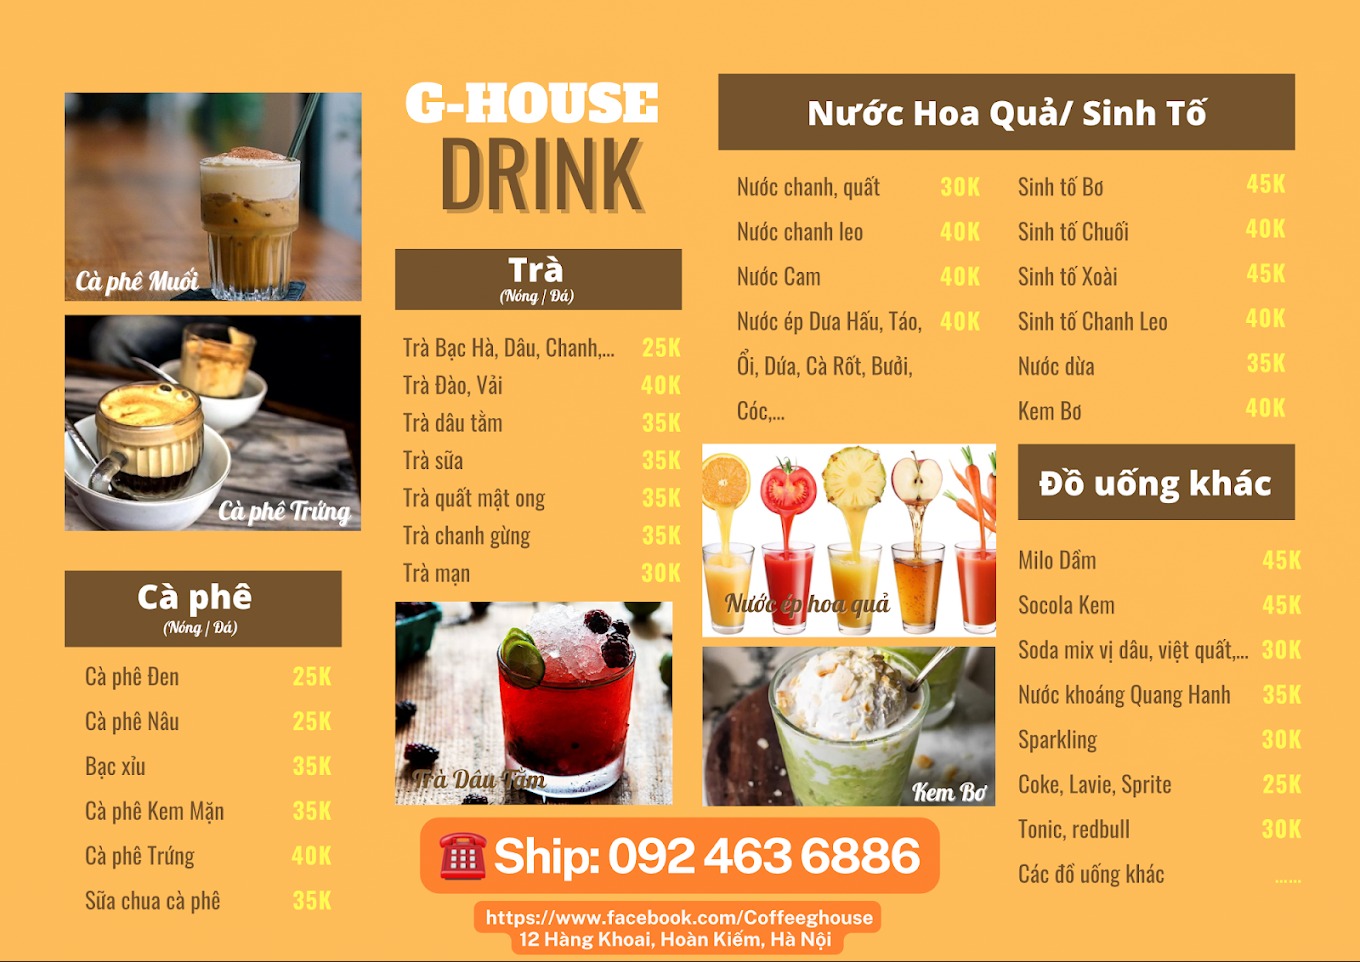 Cà phê Muối
Cà phê Trứng
Cà phê
(Nóng / Đá)
Cà phê Đen 25K
Cà phê Nâu 25K
Bạc xỉu 35K
Cà phê Kem Mặn 35K
Cà phê Trứng 40K
Sữa chua cà phê 35K
G-HOUSE
DRINK
Trà
(Nóng / Đá)
Trà Bạc Hà, Dâu, Chanh,... 25K
Trà Đào, Vải 40K
Trà dâu tằm 35K
Trà sữa 35K
Trà quất mật ong 35K
Trà chanh gừng 35K
Trà mạn 30K
Trà Dâu Tằm
Nước Hoa Quả/ Sinh Tố
Nước chanh, quất 30K
Nước chanh leo 40K
Nước Cam 40K
Nước ép Dưa Hấu, Táo, 40K
Ổi, Dứa, Cà Rốt, Bưởi,
Cóc,...
Sinh tố Bơ 45K
Sinh tố Chuối 40K
Sinh tố Xoài 45K
Sinh tố Chanh Leo 40K
Nước dừa 35K
Kem Bơ 40K
Nước ép hoa quả
Kem Bơ
Đồ uống khác
Milo Dầm 45K
Socola Kem 45K
Soda mix vị dâu, việt quất,... 30K
Nước khoáng Quang Hanh 35K
Sparkling 30K
Coke, Lavie, Sprite 25K
Tonic, redbull 30K
Các đồ uống khác ......
Ship: 092 463 6886
https://www.facebook.com/Coffeeghouse
12 Hàng Khoai, Hoàn Kiếm, Hà Nội